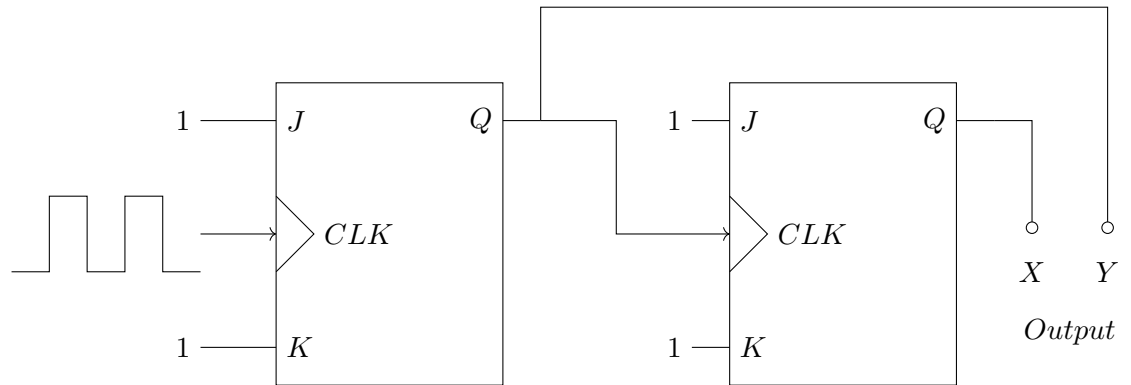 1 J Q 1 J Q
CLK CLK
X Y
Output
1 K 1 K